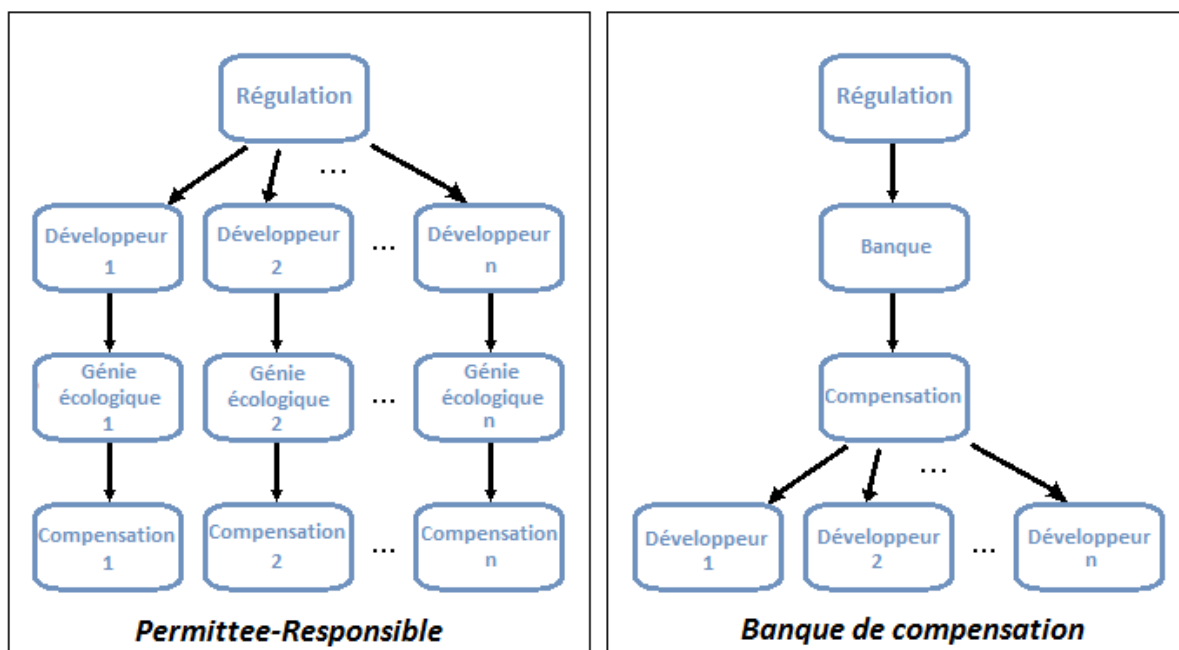 Régulation
...
Développeur
1
Développeur
2
...
Développeur
n
Génie
écologique
1
Génie
écologique
2
...
Génie
écologique
n
Compensation
1
Compensation
2
...
Compensation
n
Permittee-Responsible
Régulation
Banque
Compensation
...
Développeur
1
Développeur
2
...
Développeur
n
Banque de compensation